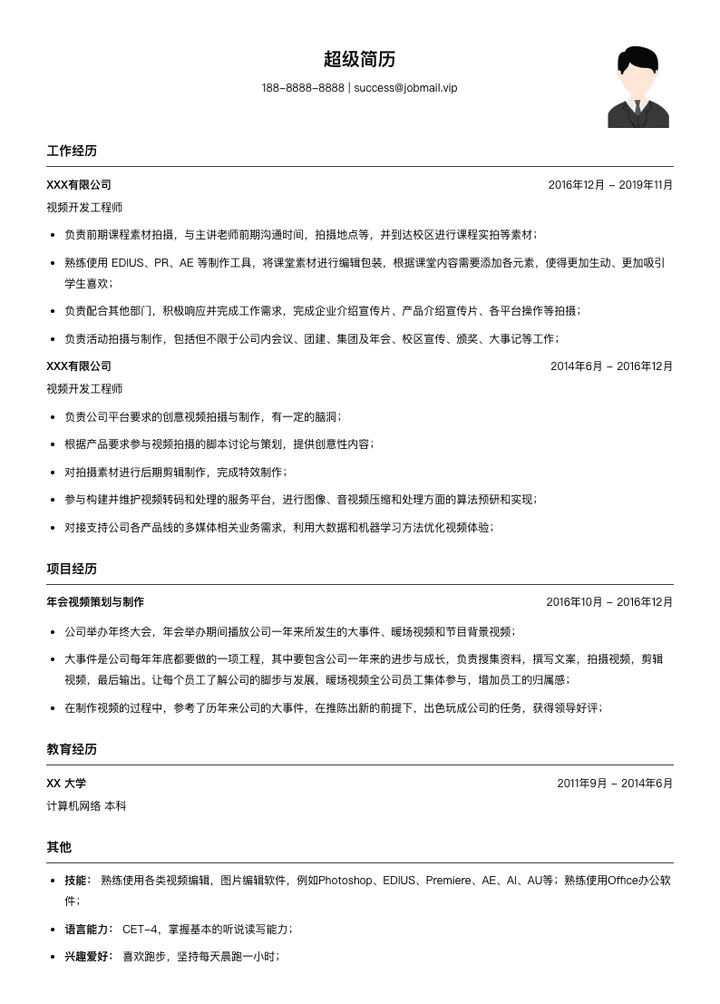 超级简历
188-8888-8888 | success@jobmail.vip
工作经历
XXX有限公司 2016年12月 – 2019年11月
视频开发工程师
• 负责前期课程素材拍摄，与主讲老师前期沟通时间，拍摄地点等，并到达校区进行课程实拍等素材；
• 熟练使用 EDIUS、PR、AE 等制作工具，将课堂素材进行编辑包装，根据课堂内容需要添加各元素，使得更加生动、更加吸引
学生喜欢；
• 负责配合其他部门，积极响应并完成工作需求，完成企业介绍宣传片、产品介绍宣传片、各平台操作等拍摄；
• 负责活动拍摄与制作，包括但不限于公司内会议、团建、集团及年会、校区宣传、颁奖、大事记等工作；
XXX有限公司 2014年6月 – 2016年12月
视频开发工程师
• 负责公司平台要求的创意视频拍摄与制作，有一定的脑洞；
• 根据产品要求参与视频拍摄的脚本讨论与策划，提供创意性内容；
• 对拍摄素材进行后期剪辑制作，完成特效制作；
• 参与构建并维护视频转码和处理的服务平台，进行图像、音视频压缩和处理方面的算法预研和实现；
• 对接支持公司各产品线的多媒体相关业务需求，利用大数据和机器学习方法优化视频体验；
项目经历
年会视频策划与制作 2016年10月 – 2016年12月
• 公司举办年终大会，年会举办期间播放公司一年来所发生的大事件、暖场视频和节目背景视频；
• 大事件是公司每年年底都要做的一项工程，其中要包含公司一年来的进步与成长，负责搜集资料，撰写文案，拍摄视频，剪辑
视频，最后输出。让每个员工了解公司的脚步与发展，暖场视频全公司员工集体参与，增加员工的归属感；
• 在制作视频的过程中，参考了历年来公司的大事件，在推陈出新的前提下，出色玩成公司的任务，获得领导好评；
教育经历
XX 大学 2011年9月 – 2014年6月
计算机网络 本科
其他
• 技能： 熟练使用各类视频编辑，图片编辑软件，例如Photoshop、EDIUS、Premiere、AE、AI、AU等；熟练使用Office办公软
件；
• 语言能力： CET-4，掌握基本的听说读写能力；
• 兴趣爱好： 喜欢跑步，坚持每天晨跑一小时；